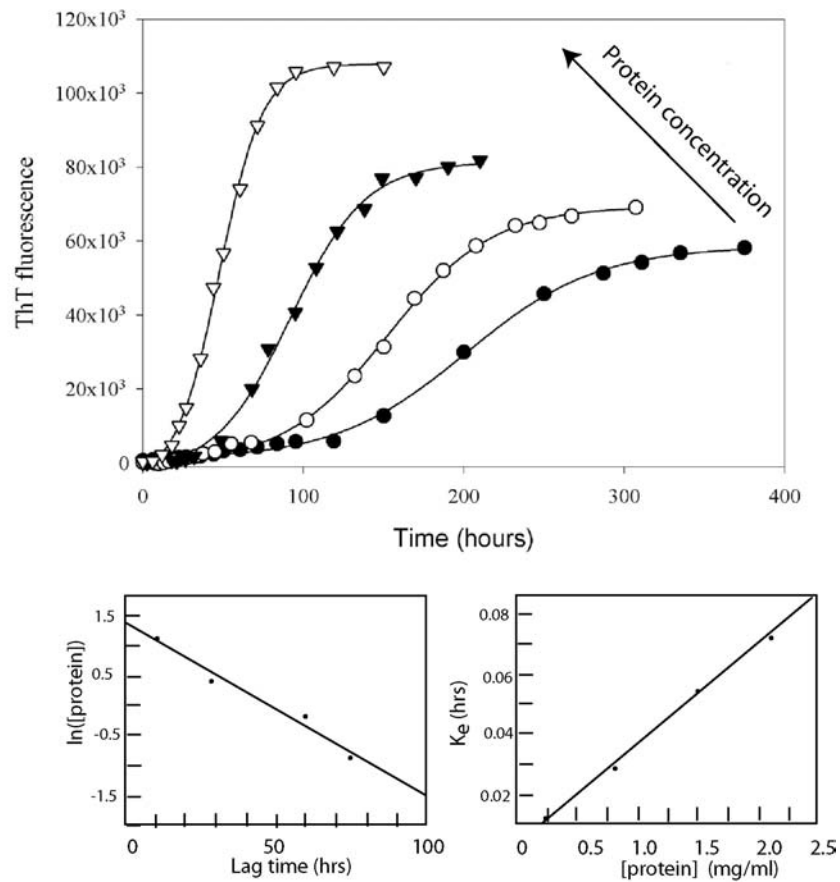 120x10³
100x10³
80x10³
60x10³
40x10³
20x10³
0
ThT fluorescence
Protein concentration
0 100 200 300 400
Time (hours)
1.5
0.5
-0.5
-1.5
ln([protein])
0 50 100
Lag time (hrs)
0.08
0.06
0.04
0.02
Kₑ (hrs)
0 0.5 1.0 1.5 2.0 2.5
[protein] (mg/ml)